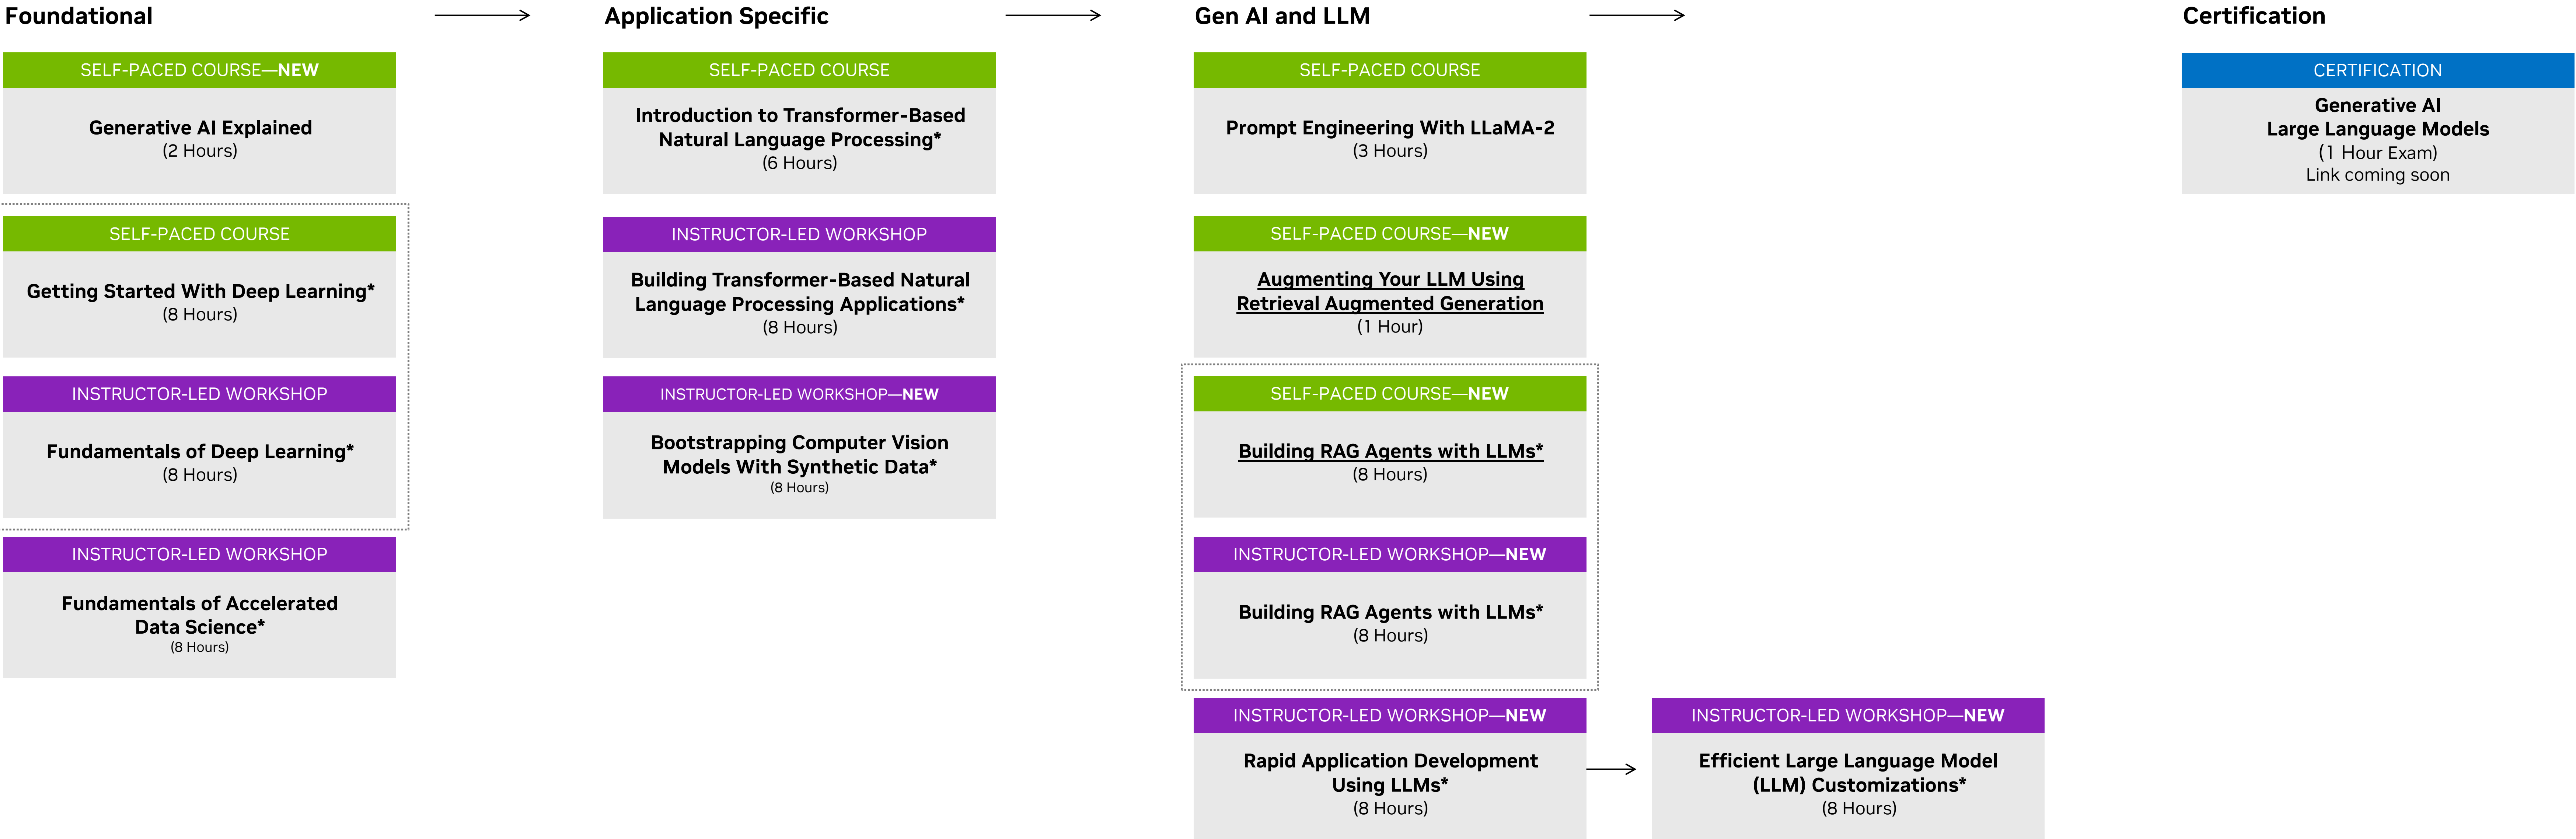 Foundational
SELF-PACED COURSE—NEW
Generative AI Explained
(2 Hours)
SELF-PACED COURSE
Getting Started With Deep Learning*
(8 Hours)
INSTRUCTOR-LED WORKSHOP
Fundamentals of Deep Learning*
(8 Hours)
INSTRUCTOR-LED WORKSHOP
Fundamentals of Accelerated
Data Science*
(8 Hours)
Application Specific
SELF-PACED COURSE
Introduction to Transformer-Based
Natural Language Processing*
(6 Hours)
INSTRUCTOR-LED WORKSHOP
Building Transformer-Based Natural
Language Processing Applications*
(8 Hours)
INSTRUCTOR-LED WORKSHOP—NEW
Bootstrapping Computer Vision
Models With Synthetic Data*
(8 Hours)
Gen AI and LLM
SELF-PACED COURSE
Prompt Engineering With LLaMA-2
(3 Hours)
SELF-PACED COURSE—NEW
Augmenting Your LLM Using
Retrieval Augmented Generation
(1 Hour)
SELF-PACED COURSE—NEW
Building RAG Agents with LLMs*
(8 Hours)
INSTRUCTOR-LED WORKSHOP—NEW
Building RAG Agents with LLMs*
(8 Hours)
INSTRUCTOR-LED WORKSHOP—NEW
Rapid Application Development
Using LLMs*
(8 Hours)
INSTRUCTOR-LED WORKSHOP—NEW
Efficient Large Language Model
(LLM) Customizations*
(8 Hours)
Certification
CERTIFICATION
Generative AI
Large Language Models
(1 Hour Exam)
Link coming soon